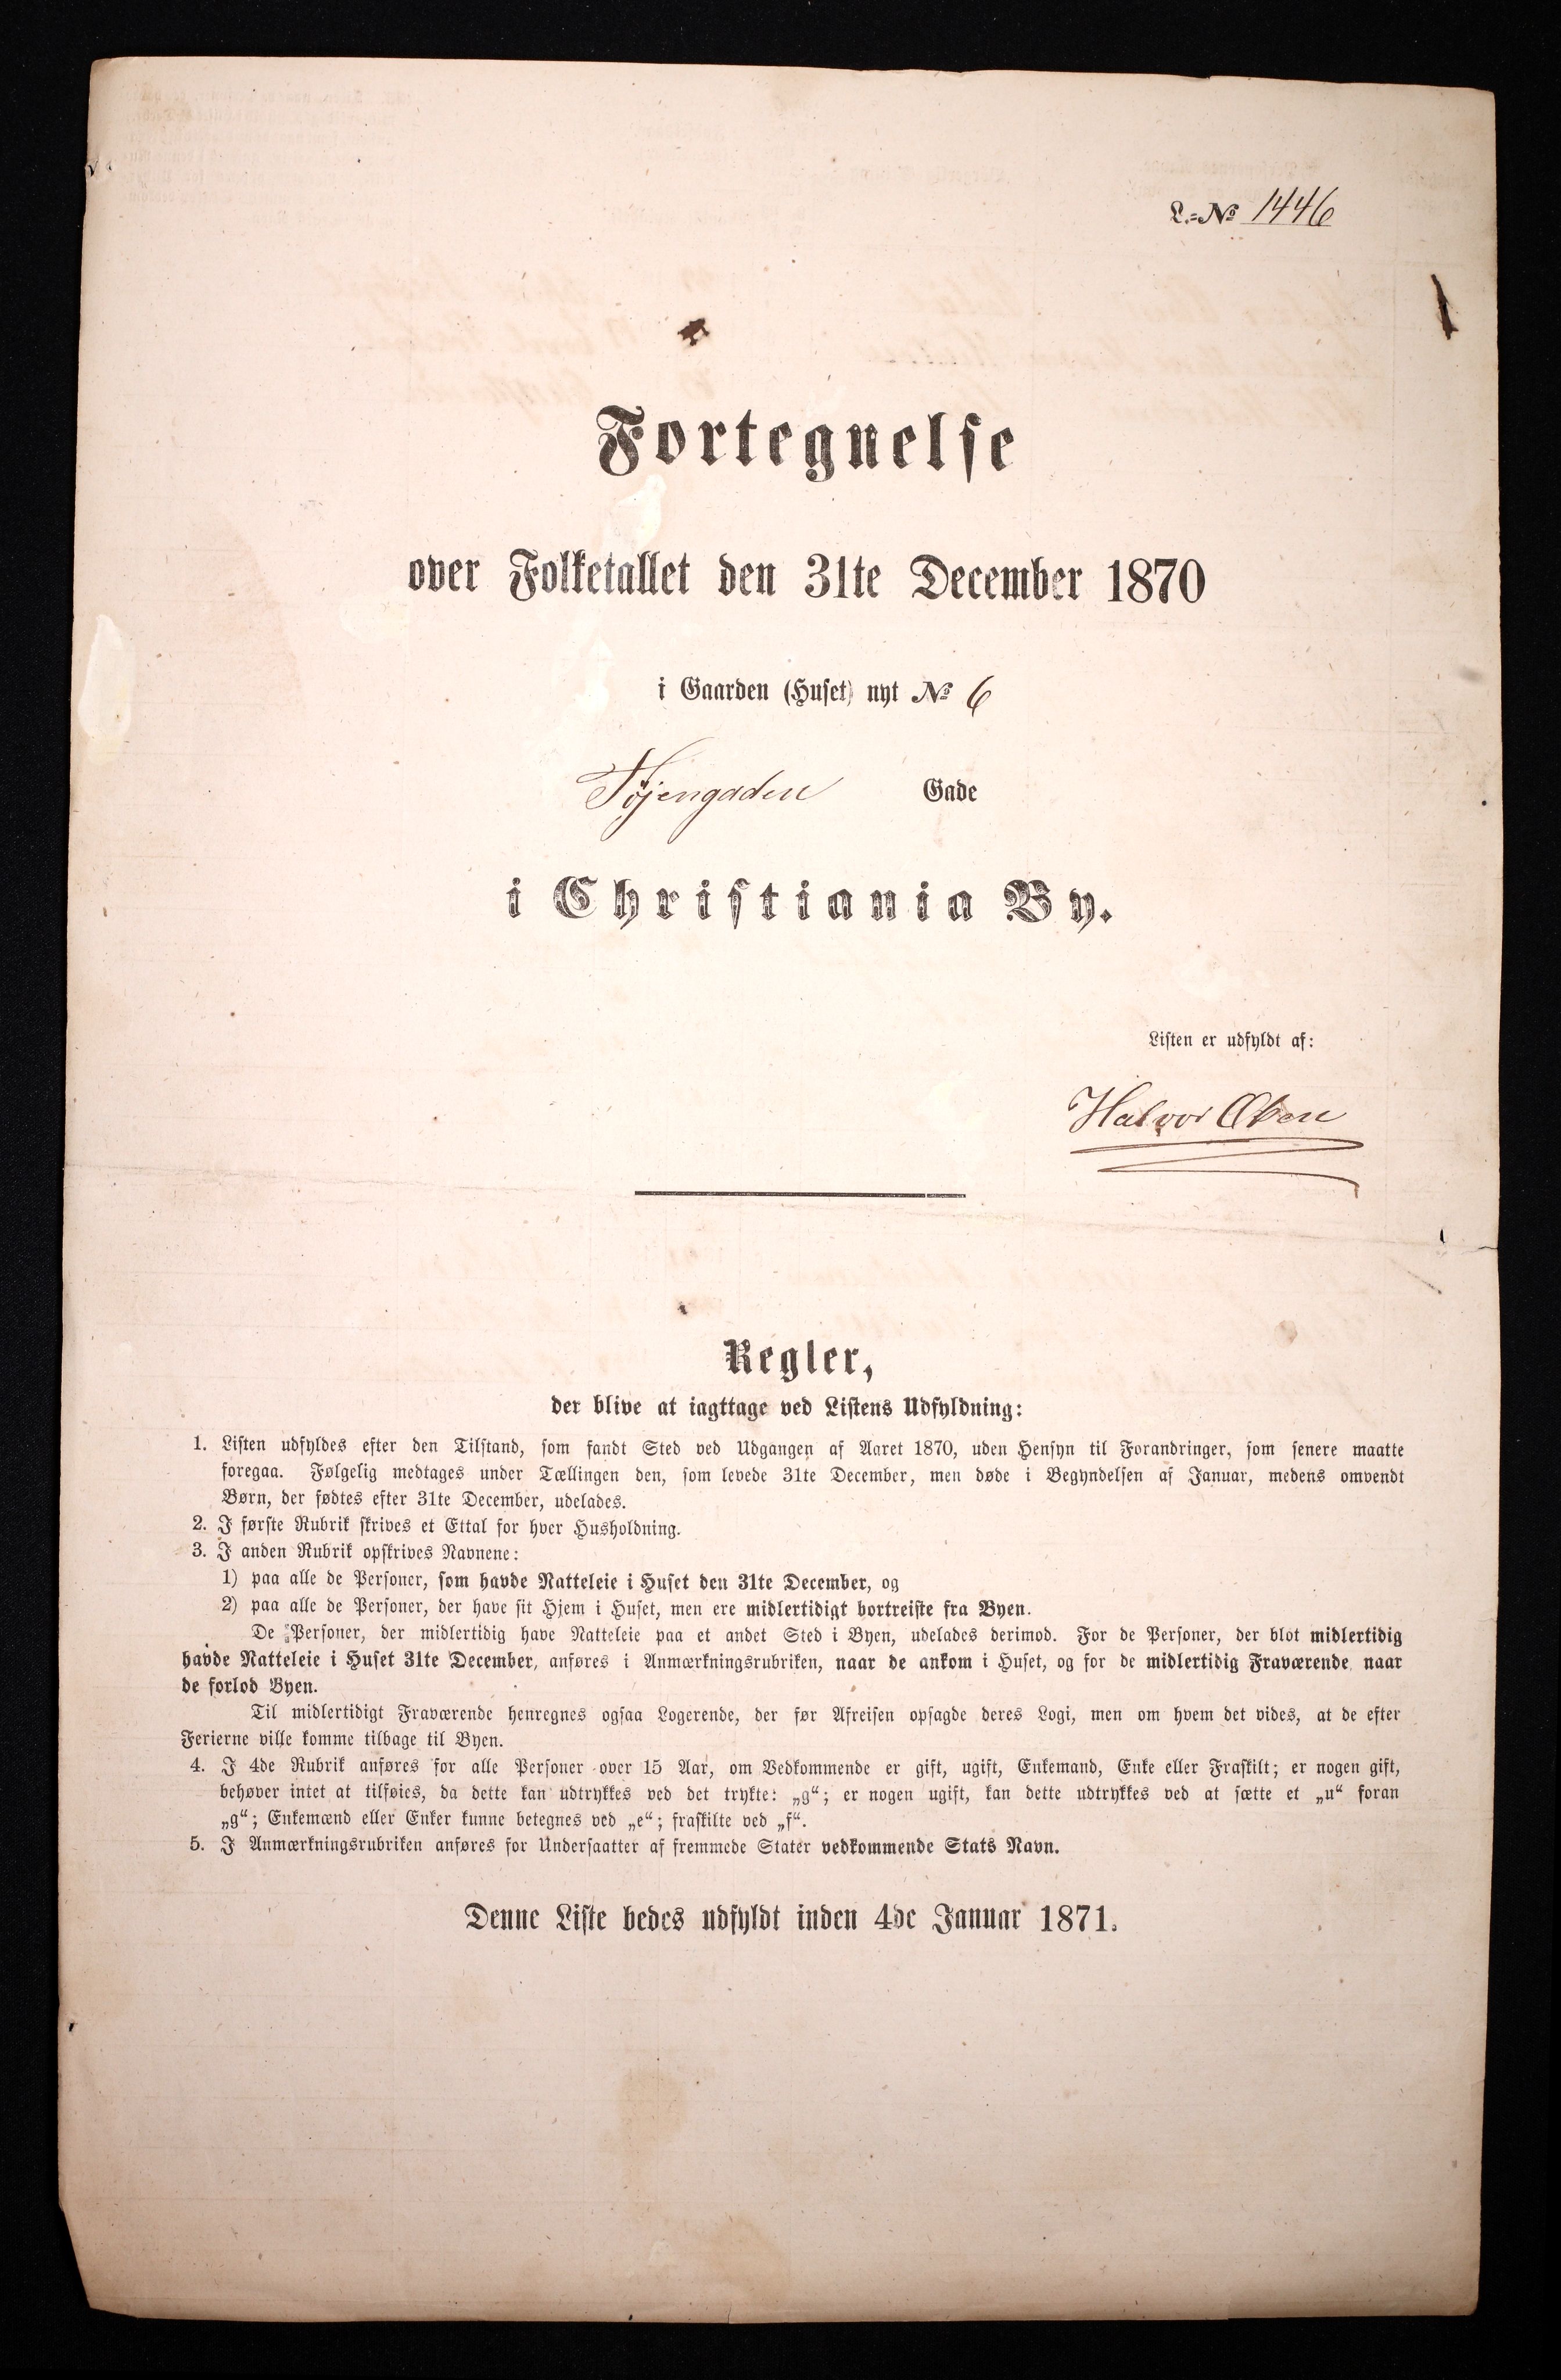 L.-№ 1446
Fortegnelse
over Folketallet den 31te December 1870
i Gaarden (Huset) nyt № 6
Tøjengaden Gade
i Christiania By.
Listen er udfyldt af:
Halvor
Regler,
der blive at iagttage ved Listens Udfyldning:
1. Listen udfyldes efter den Tilstand, som fandt Sted ved Udgangen af Aaret 1870, uden Hensyn til Forandringer, som senere maatte
foregaa. Følgelig medtages under Tællingen den, som levede 31te December, men døde i Begyndelsen af Januar, medens omvendt
Børn, der fødtes efter 31te December, udelades.
2. I første Rubrik skrives et Ettal for hver Husholdning.
3. I anden Rubrik opskrives Navnene:
1) paa alle de Personer, som havde Natteleie i Huset den 31te December, og
2) paa alle de Personer, der have sit Hjem i Huset, men ere midlertidigt bortreiste fra Byen.
De Personer, der midlertidig have Natteleie paa et andet Sted i Byen, udelades derimod. For de Personer, der blot midlertidig
havde Natteleie i Huset 31te December, anføres i Anmærkningsrubriken, naar de ankom i Huset, og for de midlertidig Fraværende naar
de forlod Byen.
Til midlertidigt Fraværende henregnes ogsaa Logerende, der før Afreisen opsagde deres Logi, men om hvem det vides, at de efter
Ferierne ville komme tilbage til Byen.
4. I 4de Rubrik anføres for alle Personer over 15 Aar, om Vedkommende er gift, ugift, Enkemand, Enke eller Fraskilt; er nogen gift,
behøver intet at tilføies, da dette kan udtrykkes ved det trykte: „g“; er nogen ugift, kan dette udtrykkes ved at sætte et „u“ foran
„g“; Enkemænd eller Enker kunne betegnes ved „e“; fraskilte ved „f“.
5. I Anmærkningsrubriken anføres for Undersaatter af fremmede Stater vedkommende Stats Navn.
Denne Liste bedes udfyldt inden 4de Januar 1871.